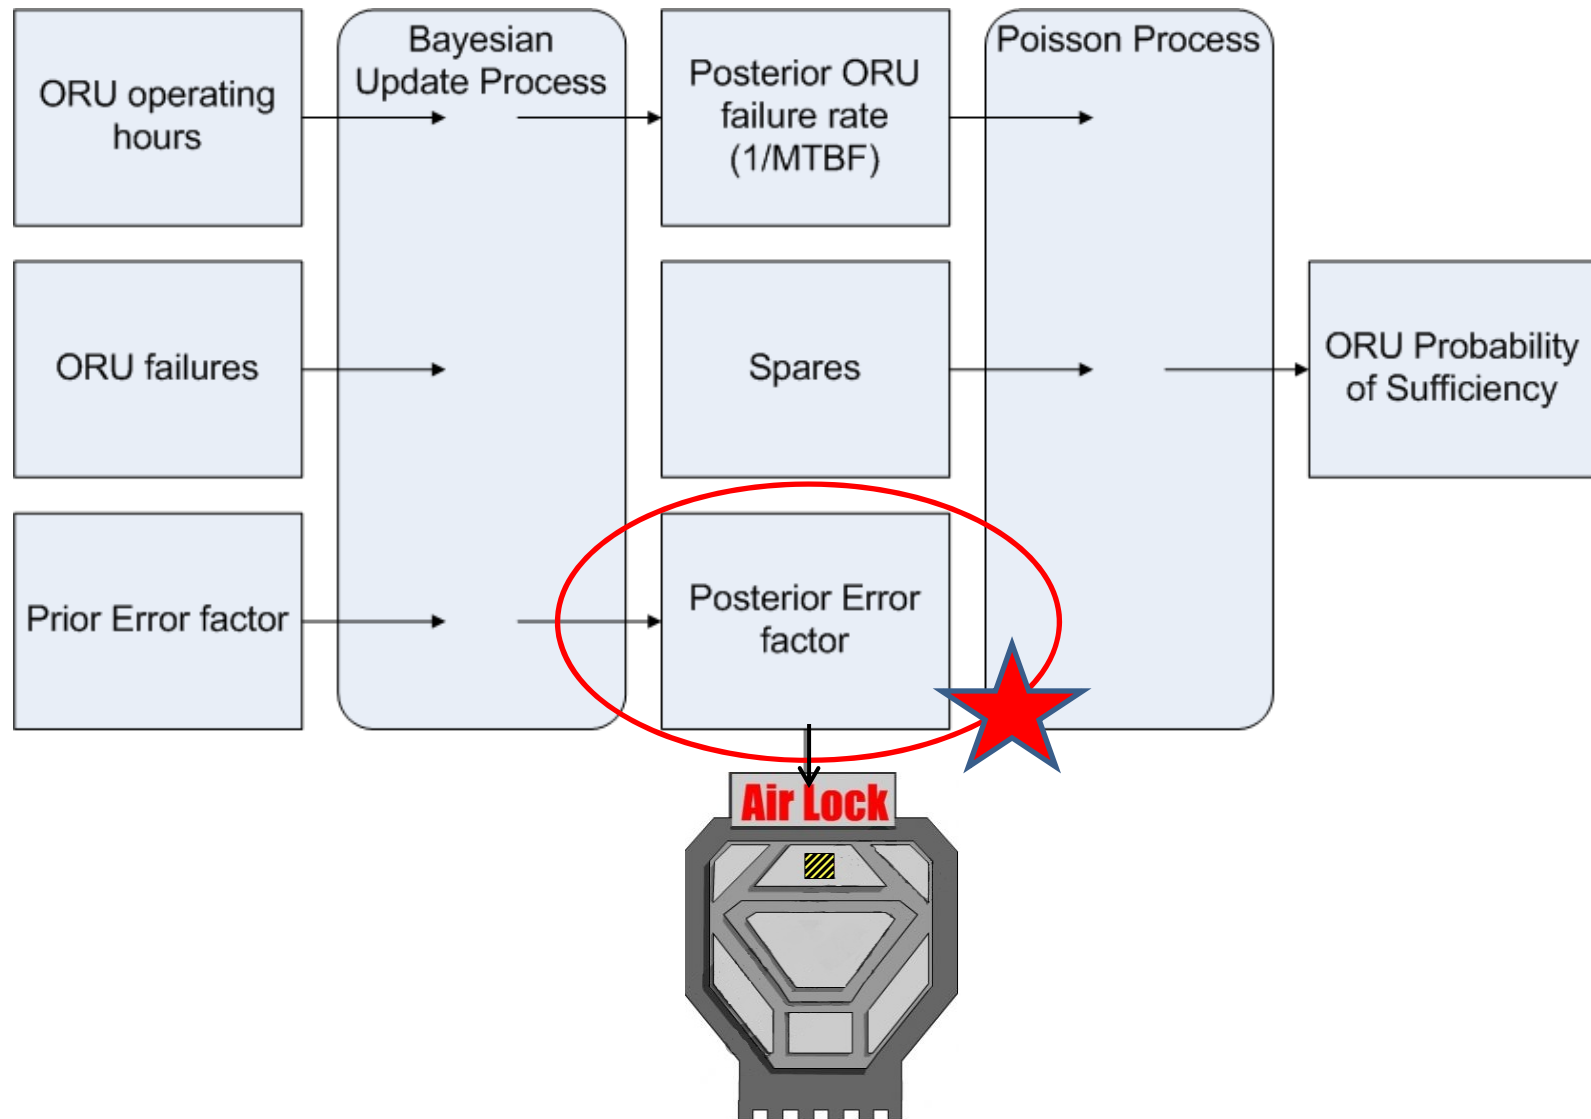 ORU operating
hours
Bayesian
Update Process
Posterior ORU
failure rate
(1/MTBF)
Poisson Process
ORU failures
Spares
ORU Probability
of Sufficiency
Prior Error factor
Posterior Error
factor
Air Lock